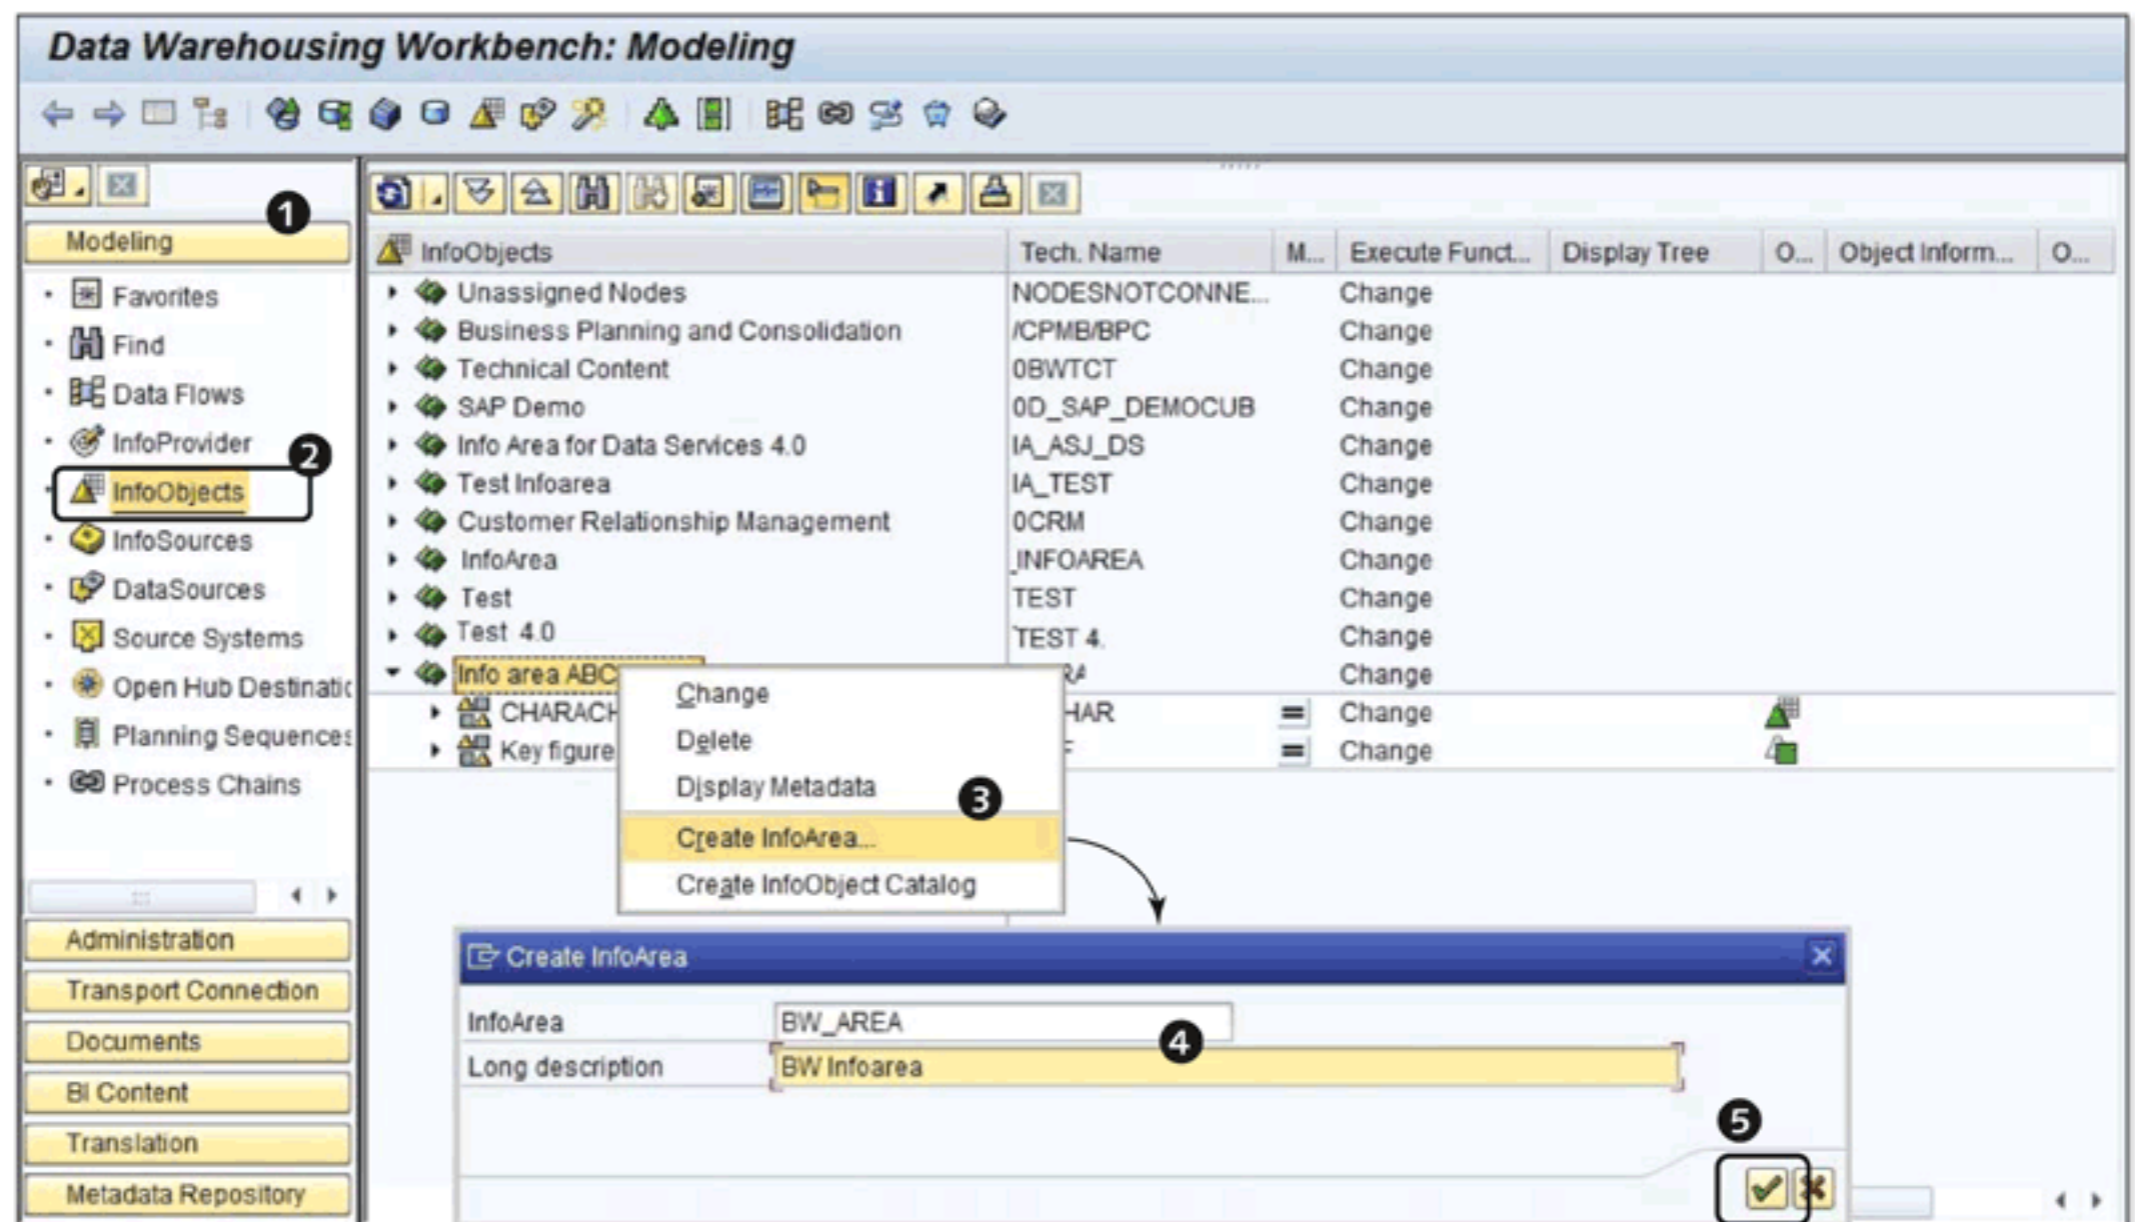 Data Warehousing Workbench: Modeling
1
Modeling
Favorites
Find
Data Flows
InfoProvider
2
InfoObjects
InfoSources
DataSources
Source Systems
Open Hub Destinatic
Planning Sequences
Process Chains
Administration
Transport Connection
Documents
BI Content
Translation
Metadata Repository
InfoObjects Tech. Name M... Execute Funct... Display Tree O... Object Inform... O...
Unassigned Nodes NODESNOTCONNE... Change
Business Planning and Consolidation /CPMB/BPC Change
Technical Content 0BWTCT Change
SAP Demo 0D_SAP_DEMOCUB Change
Info Area for Data Services 4.0 IA_ASJ_DS Change
Test Infoarea IA_TEST Change
Customer Relationship Management 0CRM Change
InfoArea _INFOAREA Change
Test TEST Change
Test 4.0 TEST 4. Change
Info area ABC Change
CHARACH HAR = Change
Key figure = Change
Change
Delete
Display Metadata
3
Create InfoArea...
Create InfoObject Catalog
Create InfoArea
InfoArea BW_AREA
4
Long description BW Infoarea
5